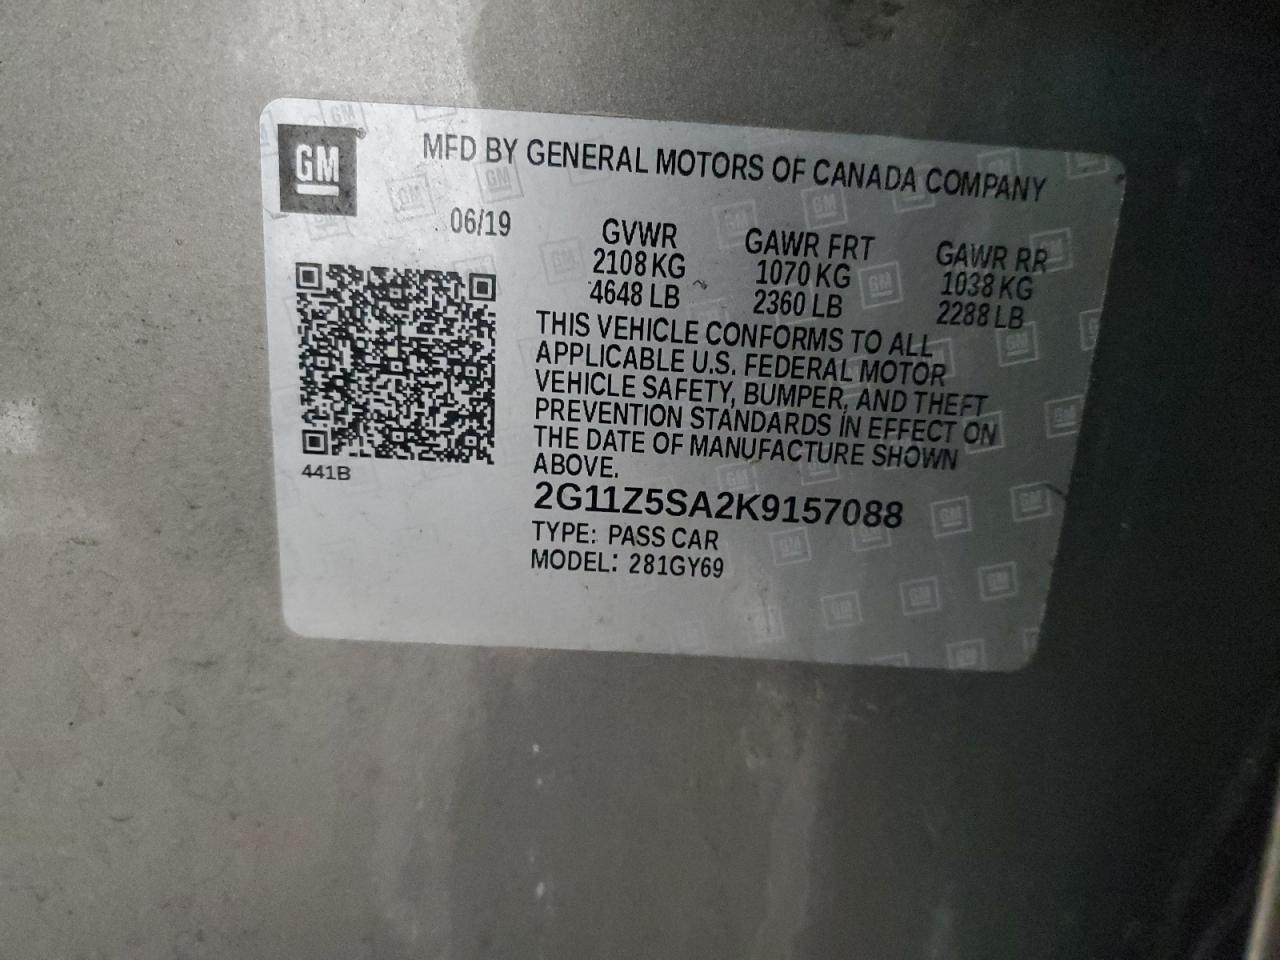 GM
MFD BY GENERAL MOTORS OF CANADA COMPANY
06/19
GVWR GAWR FRT GAWR RR
2108 KG 1070 KG 1038 KG
4648 LB 2360 LB 2288 LB
THIS VEHICLE CONFORMS TO ALL
APPLICABLE U.S. FEDERAL MOTOR
VEHICLE SAFETY, BUMPER, AND THEFT
PREVENTION STANDARDS IN EFFECT ON
THE DATE OF MANUFACTURE SHOWN
ABOVE.
441B
2G11Z5SA2K9157088
TYPE: PASS CAR
MODEL: 281GY69